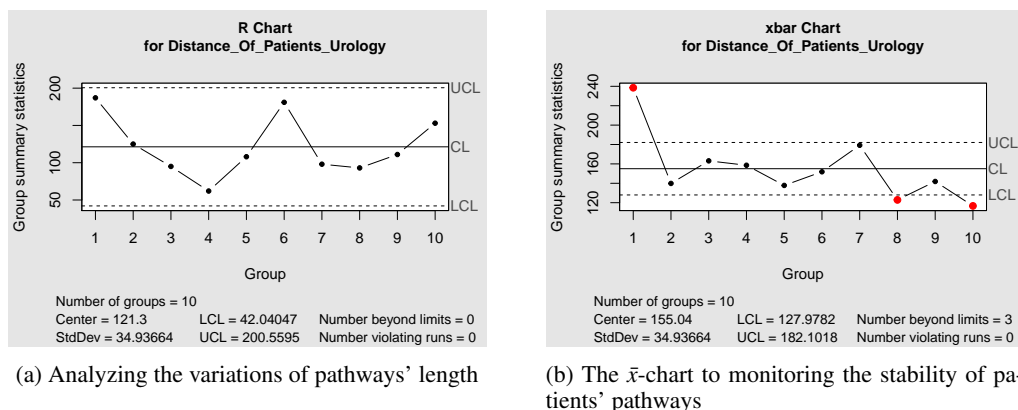 R Chart
for Distance_Of_Patients_Urology
Group summary statistics
50
100
200
UCL
CL
LCL
1 2 3 4 5 6 7 8 9 10
Group
Number of groups = 10
Center = 121.3 LCL = 42.04047 Number beyond limits = 0
StdDev = 34.93664 UCL = 200.5595 Number violating runs = 0
(a) Analyzing the variations of pathways' length
xbar Chart
for Distance_Of_Patients_Urology
Group summary statistics
120
160
200
240
UCL
CL
LCL
1 2 3 4 5 6 7 8 9 10
Group
Number of groups = 10
Center = 155.04 LCL = 127.9782 Number beyond limits = 3
StdDev = 34.93664 UCL = 182.1018 Number violating runs = 0
(b) The x̄-chart to monitoring the stability of pa-
tients' pathways